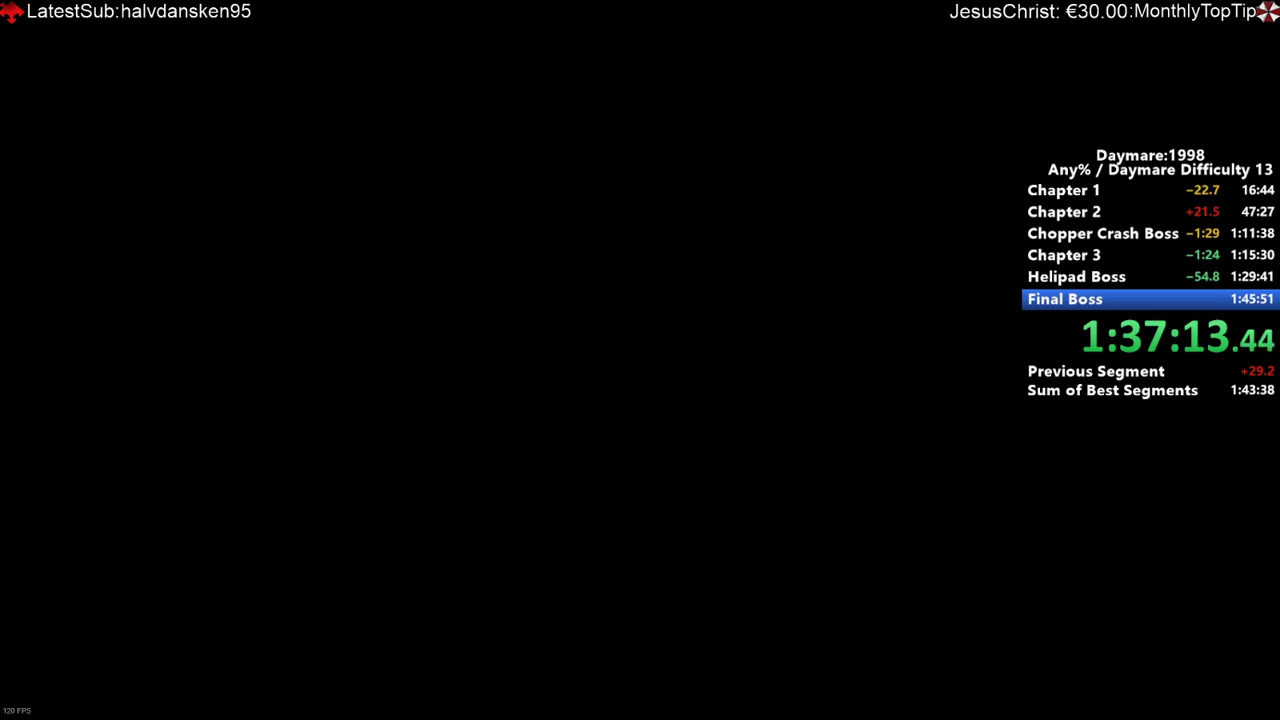 LatestSub:halvdansken95
JesusChrist: €30.00:MonthlyTopTip
Daymare:1998
Any% / Daymare Difficulty 13
Chapter 1 −22.7 16:44
Chapter 2 +21.5 47:27
Chopper Crash Boss −1:29 1:11:38
Chapter 3 −1:24 1:15:30
Helipad Boss −54.8 1:29:41
Final Boss 1:45:51
1:37:13.44
Previous Segment +29.2
Sum of Best Segments 1:43:38
120 FPS